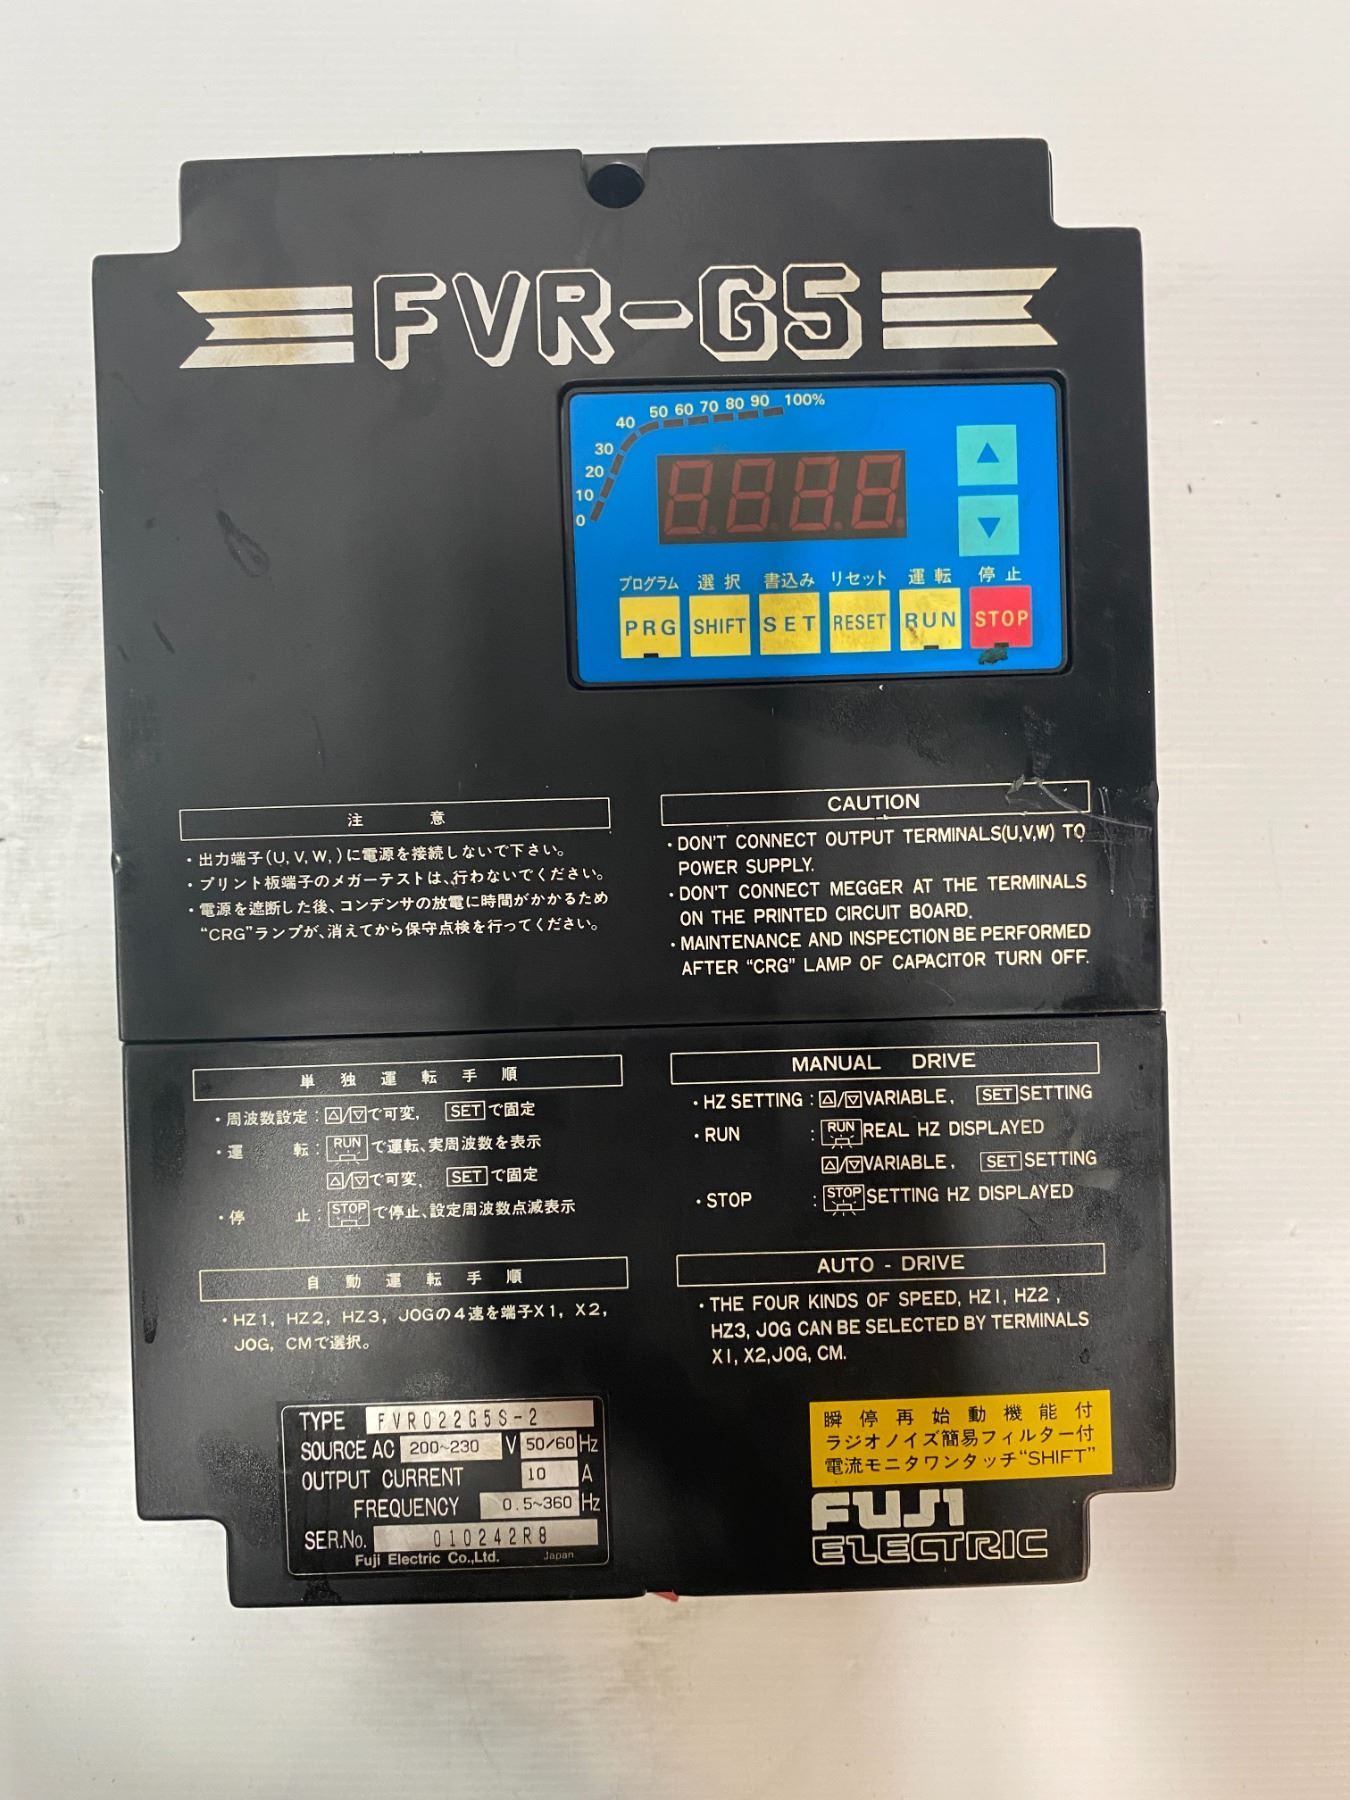 FVR-G5
0 10 20 30 40 50 60 70 80 90 100%
8.8.8.8.
▲
▼
プログラム 選択 書込み リセット 運転 停止
PRG SHIFT SET RESET RUN STOP
注 意
・出力端子(U,V,W,)に電源を接続しないで下さい。
・プリント板端子のメガーテストは、行わないでください。
・電源を遮断した後、コンデンサの放電に時間がかかるため
“CRG”ランプが、消えてから保守点検を行ってください。
CAUTION
・DON'T CONNECT OUTPUT TERMINALS(U,V,W) TO
POWER SUPPLY.
・DON'T CONNECT MEGGER AT THE TERMINALS
ON THE PRINTED CIRCUIT BOARD.
・MAINTENANCE AND INSPECTION BE PERFORMED
AFTER “CRG” LAMP OF CAPACITOR TURN OFF.
単独運転手順
・周波数設定：△/▽で可変, SETで固定
・運 転：RUNで運転、実周波数を表示
△/▽で可変, SETで固定
・停 止：STOPで停止、設定周波数点滅表示
MANUAL DRIVE
・HZ SETTING : △/▽VARIABLE, SET SETTING
・RUN : RUN REAL HZ DISPLAYED
△/▽VARIABLE, SET SETTING
・STOP : STOP SETTING HZ DISPLAYED
自動運転手順
・HZ1, HZ2, HZ3, JOGの4速を端子X1, X2,
JOG, CMで選択。
AUTO - DRIVE
・THE FOUR KINDS OF SPEED, HZ1, HZ2,
HZ3, JOG CAN BE SELECTED BY TERMINALS
X1, X2, JOG, CM.
TYPE FVR022G5S-2
SOURCE AC 200~230 V 50/60 Hz
OUTPUT CURRENT 10 A
FREQUENCY 0.5~360 Hz
SER.No. 010242R8
Fuji Electric Co.,Ltd. Japan
瞬停再始動機能付
ラジオノイズ簡易フィルター付
電流モニタワンタッチ“SHIFT”
FUJI
ELECTRIC